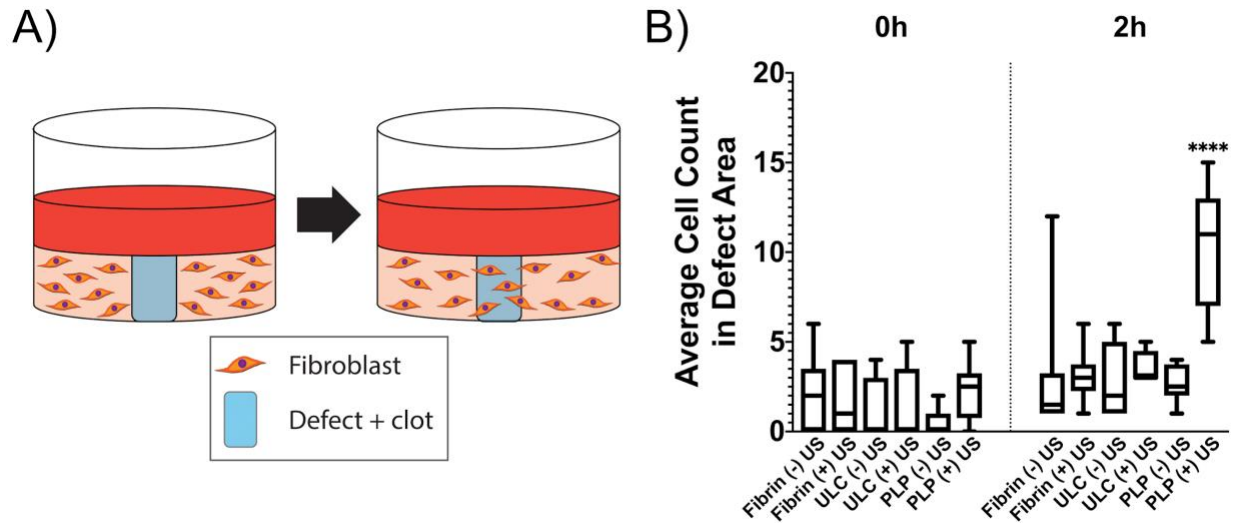 A)
Fibroblast
Defect + clot
B)
0h
2h
Average Cell Count
in Defect Area
20
15
10
5
0
****
Fibrin (-) US
Fibrin (+) US
ULC (-) US
ULC (+) US
PLP (-) US
PLP (+) US
Fibrin (-) US
Fibrin (+) US
ULC (-) US
ULC (+) US
PLP (-) US
PLP (+) US